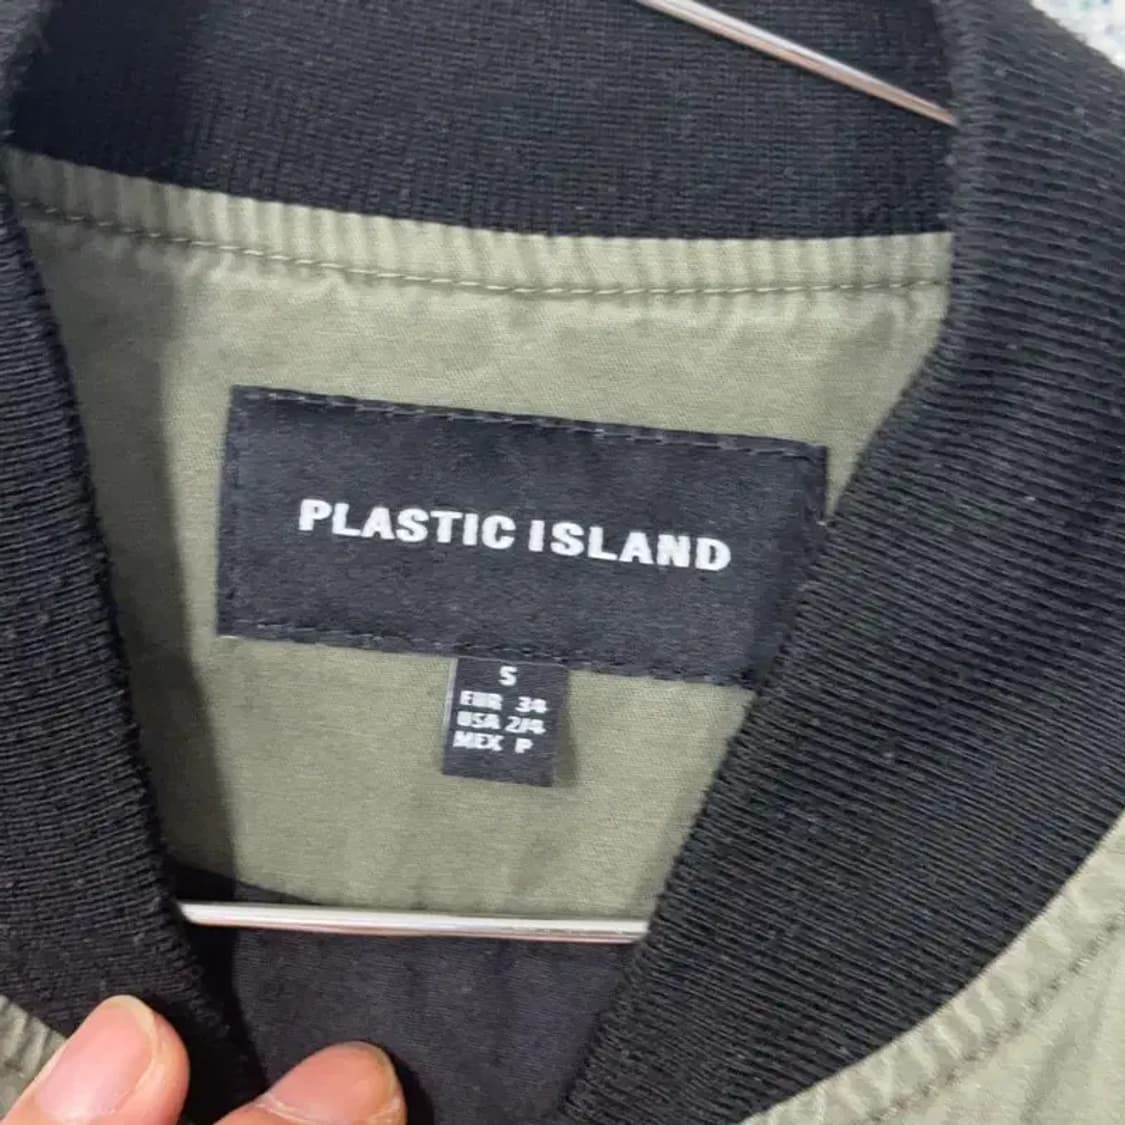 PLASTIC ISLAND
S
EUR 34
USA 2/4
MEX P